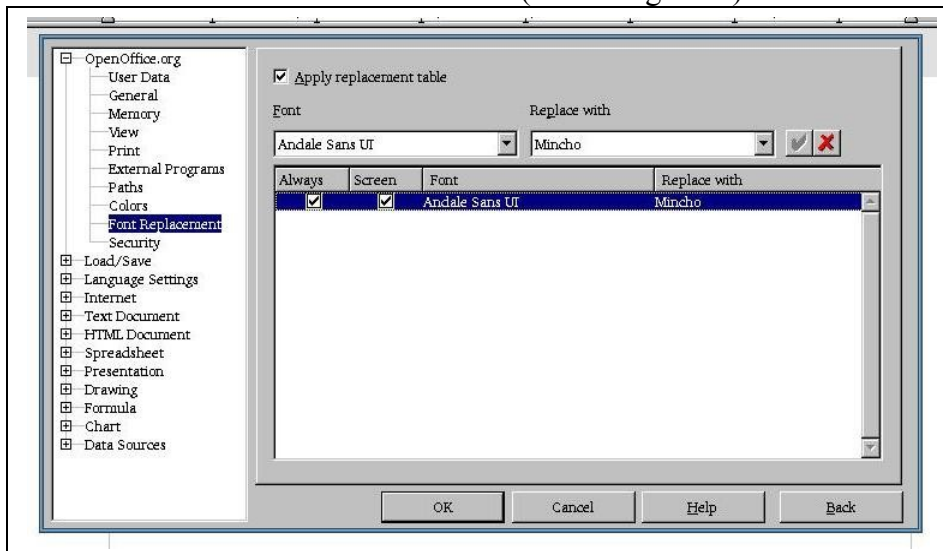 OpenOffice.org
User Data
General
Memory
View
Print
External Programs
Paths
Colors
Font Replacement
Security
Load/Save
Language Settings
Internet
Text Document
HTML Document
Spreadsheet
Presentation
Drawing
Formula
Chart
Data Sources
Apply replacement table
Font Replace with
Andale Sans UI Mincho
Always Screen Font Replace with
Andale Sans UI Mincho
OK Cancel Help Back